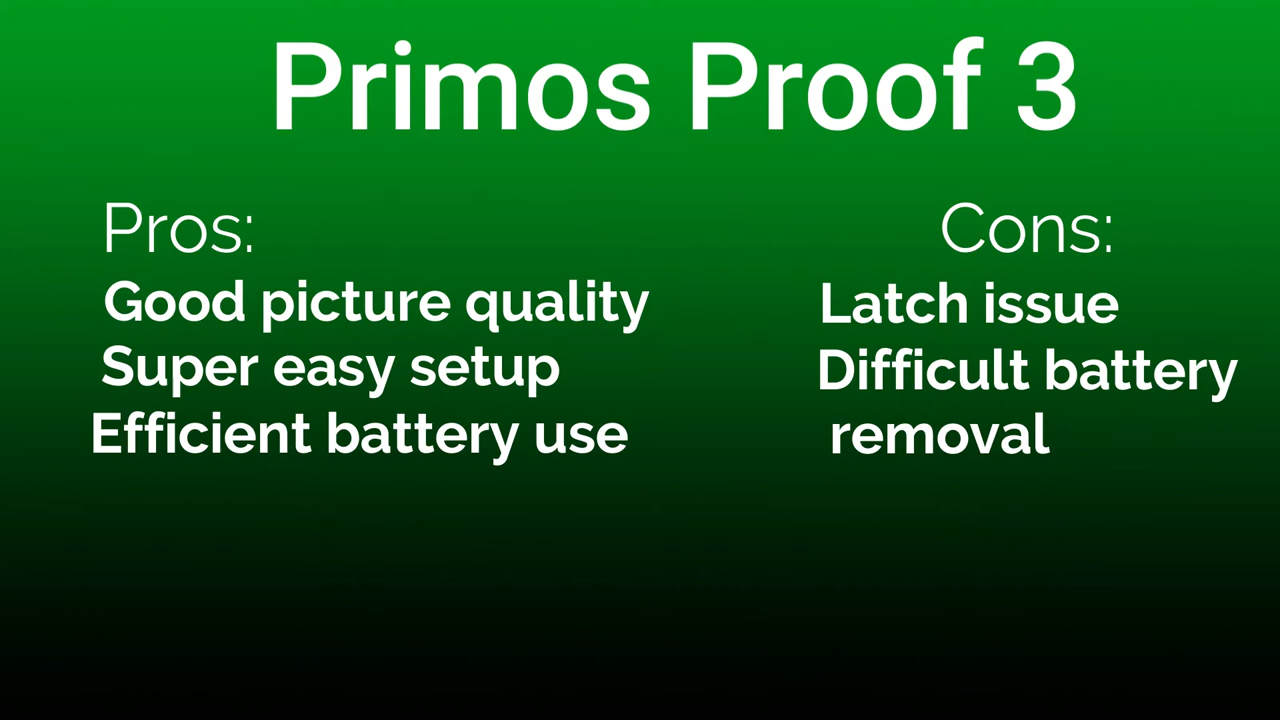 Primos Proof 3
Pros:
Good picture quality
Super easy setup
Efficient battery use
Cons:
Latch issue
Difficult battery
removal